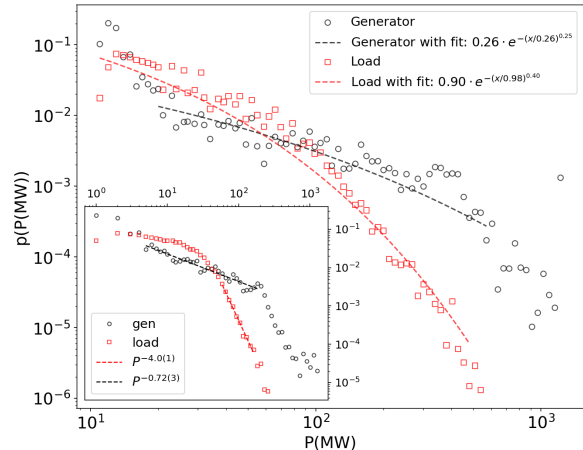 Generator
Generator with fit: 0.26 · e^{-(x/0.26)^{0.25}}
Load
Load with fit: 0.90 · e^{-(x/0.98)^{0.40}}
10^{-1}
10^{-2}
10^{-3}
10^{-4}
10^{-5}
10^{-6}
p(P(MW))
10^{0} 10^{1} 10^{2} 10^{3}
10^{-1}
10^{-2}
10^{-3}
10^{-4}
10^{-5}
gen
load
P^{-4.0(1)}
P^{-0.72(3)}
10^{1} 10^{2} 10^{3}
P(MW)